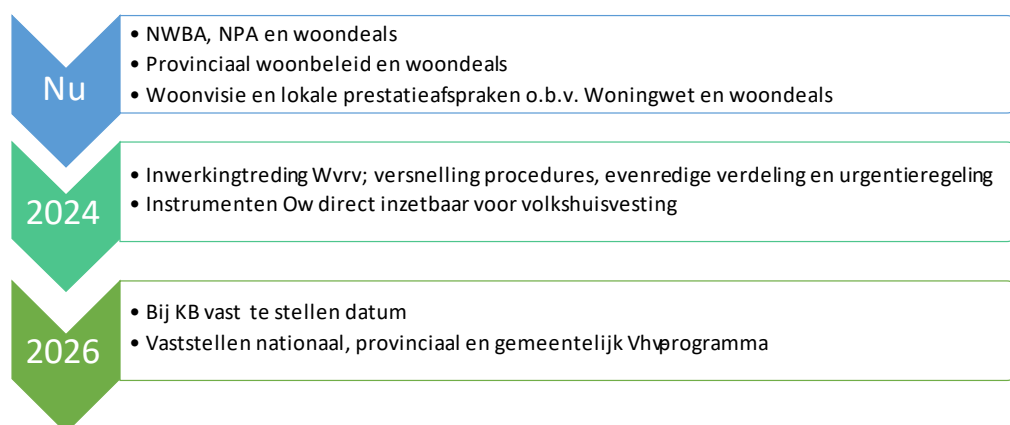 Nu
• NWBA, NPA en woondeals
• Provinciaal woonbeleid en woondeals
• Woonvisie en lokale prestatieafspraken o.b.v. Woningwet en woondeals
2024
• Inwerkingtreding Wvrv; versnelling procedures, evenredige verdeling en urgentieregeling
• Instrumenten Ow direct inzetbaar voor volkshuisvesting
2026
• Bij KB vast te stellen datum
• Vaststellen nationaal, provinciaal en gemeentelijk Vhv-programma